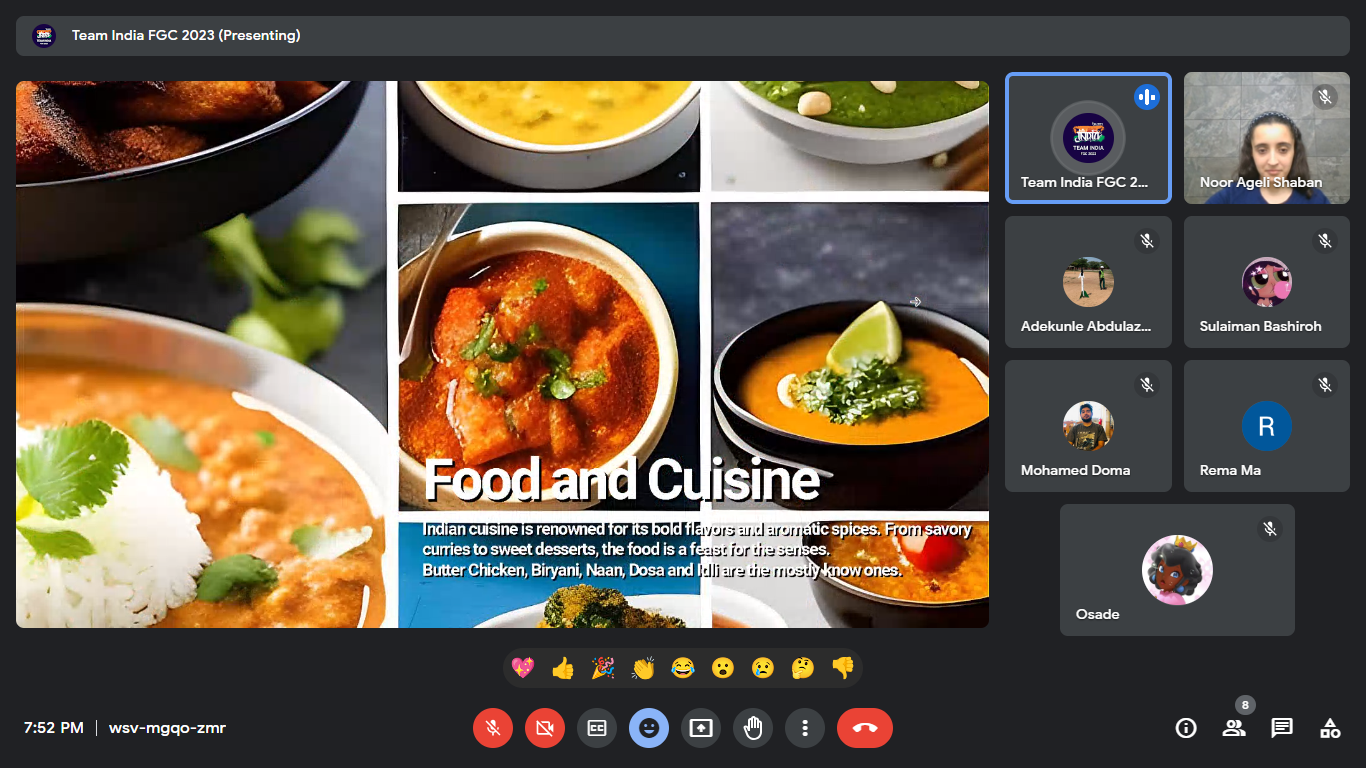 Team India FGC 2023 (Presenting)
Food and Cuisine
Indian cuisine is renowned for its bold flavors and aromatic spices. From savory
curries to sweet desserts, the food is a feast for the senses.
Butter Chicken, Biryani, Naan, Dosa and Idli are the mostly know ones.
TEAM INDIA
FGC 2023
Team India FGC 2...
Noor Ageli Shaban
Adekunle Abdulaz...
Sulaiman Bashiroh
Mohamed Doma
R
Rema Ma
Osade
7:52 PM | wsv-mgqo-zmr
CC
8